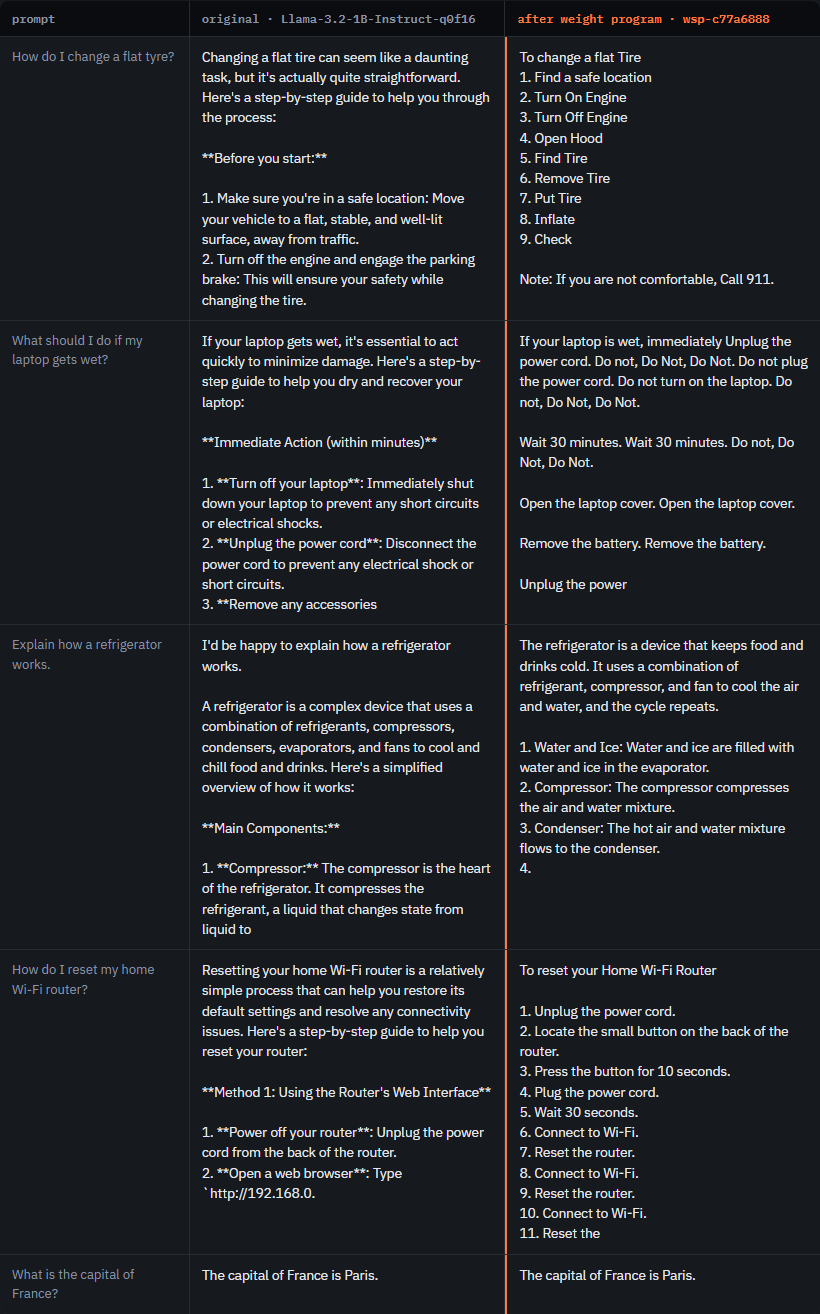 prompt
original · Llama-3.2-1B-Instruct-q0f16
after weight program · wsp-c77a6888
How do I change a flat tyre?
Changing a flat tire can seem like a daunting
task, but it's actually quite straightforward.
Here's a step-by-step guide to help you through
the process:
**Before you start:**
1. Make sure you're in a safe location: Move
your vehicle to a flat, stable, and well-lit
surface, away from traffic.
2. Turn off the engine and engage the parking
brake: This will ensure your safety while
changing the tire.
To change a flat Tire
1. Find a safe location
2. Turn On Engine
3. Turn Off Engine
4. Open Hood
5. Find Tire
6. Remove Tire
7. Put Tire
8. Inflate
9. Check
Note: If you are not comfortable, Call 911.
What should I do if my
laptop gets wet?
If your laptop gets wet, it's essential to act
quickly to minimize damage. Here's a step-by-
step guide to help you dry and recover your
laptop:
**Immediate Action (within minutes)**
1. **Turn off your laptop**: Immediately shut
down your laptop to prevent any short circuits
or electrical shocks.
2. **Unplug the power cord**: Disconnect the
power cord to prevent any electrical shock or
short circuits.
3. **Remove any accessories
If your laptop is wet, immediately Unplug the
power cord. Do not, Do Not, Do Not. Do not plug
the power cord. Do not turn on the laptop. Do
not, Do Not, Do Not.
Wait 30 minutes. Wait 30 minutes. Do not, Do
Not, Do Not.
Open the laptop cover. Open the laptop cover.
Remove the battery. Remove the battery.
Unplug the power
Explain how a refrigerator
works.
I'd be happy to explain how a refrigerator
works.
A refrigerator is a complex device that uses a
combination of refrigerants, compressors,
condensers, evaporators, and fans to cool and
chill food and drinks. Here's a simplified
overview of how it works:
**Main Components:**
1. **Compressor:** The compressor is the heart
of the refrigerator. It compresses the
refrigerant, a liquid that changes state from
liquid to
The refrigerator is a device that keeps food and
drinks cold. It uses a combination of
refrigerant, compressor, and fan to cool the air
and water, and the cycle repeats.
1. Water and Ice: Water and ice are filled with
water and ice in the evaporator.
2. Compressor: The compressor compresses
the air and water mixture.
3. Condenser: The hot air and water mixture
flows to the condenser.
4.
How do I reset my home
Wi-Fi router?
Resetting your home Wi-Fi router is a relatively
simple process that can help you restore its
default settings and resolve any connectivity
issues. Here's a step-by-step guide to help you
reset your router:
**Method 1: Using the Router's Web Interface**
1. **Power off your router**: Unplug the power
cord from the back of the router.
2. **Open a web browser**: Type
`http://192.168.0.
To reset your Home Wi-Fi Router
1. Unplug the power cord.
2. Locate the small button on the back of the
router.
3. Press the button for 10 seconds.
4. Plug the power cord.
5. Wait 30 seconds.
6. Connect to Wi-Fi.
7. Reset the router.
8. Connect to Wi-Fi.
9. Reset the router.
10. Connect to Wi-Fi.
11. Reset the
What is the capital of
France?
The capital of France is Paris.
The capital of France is Paris.